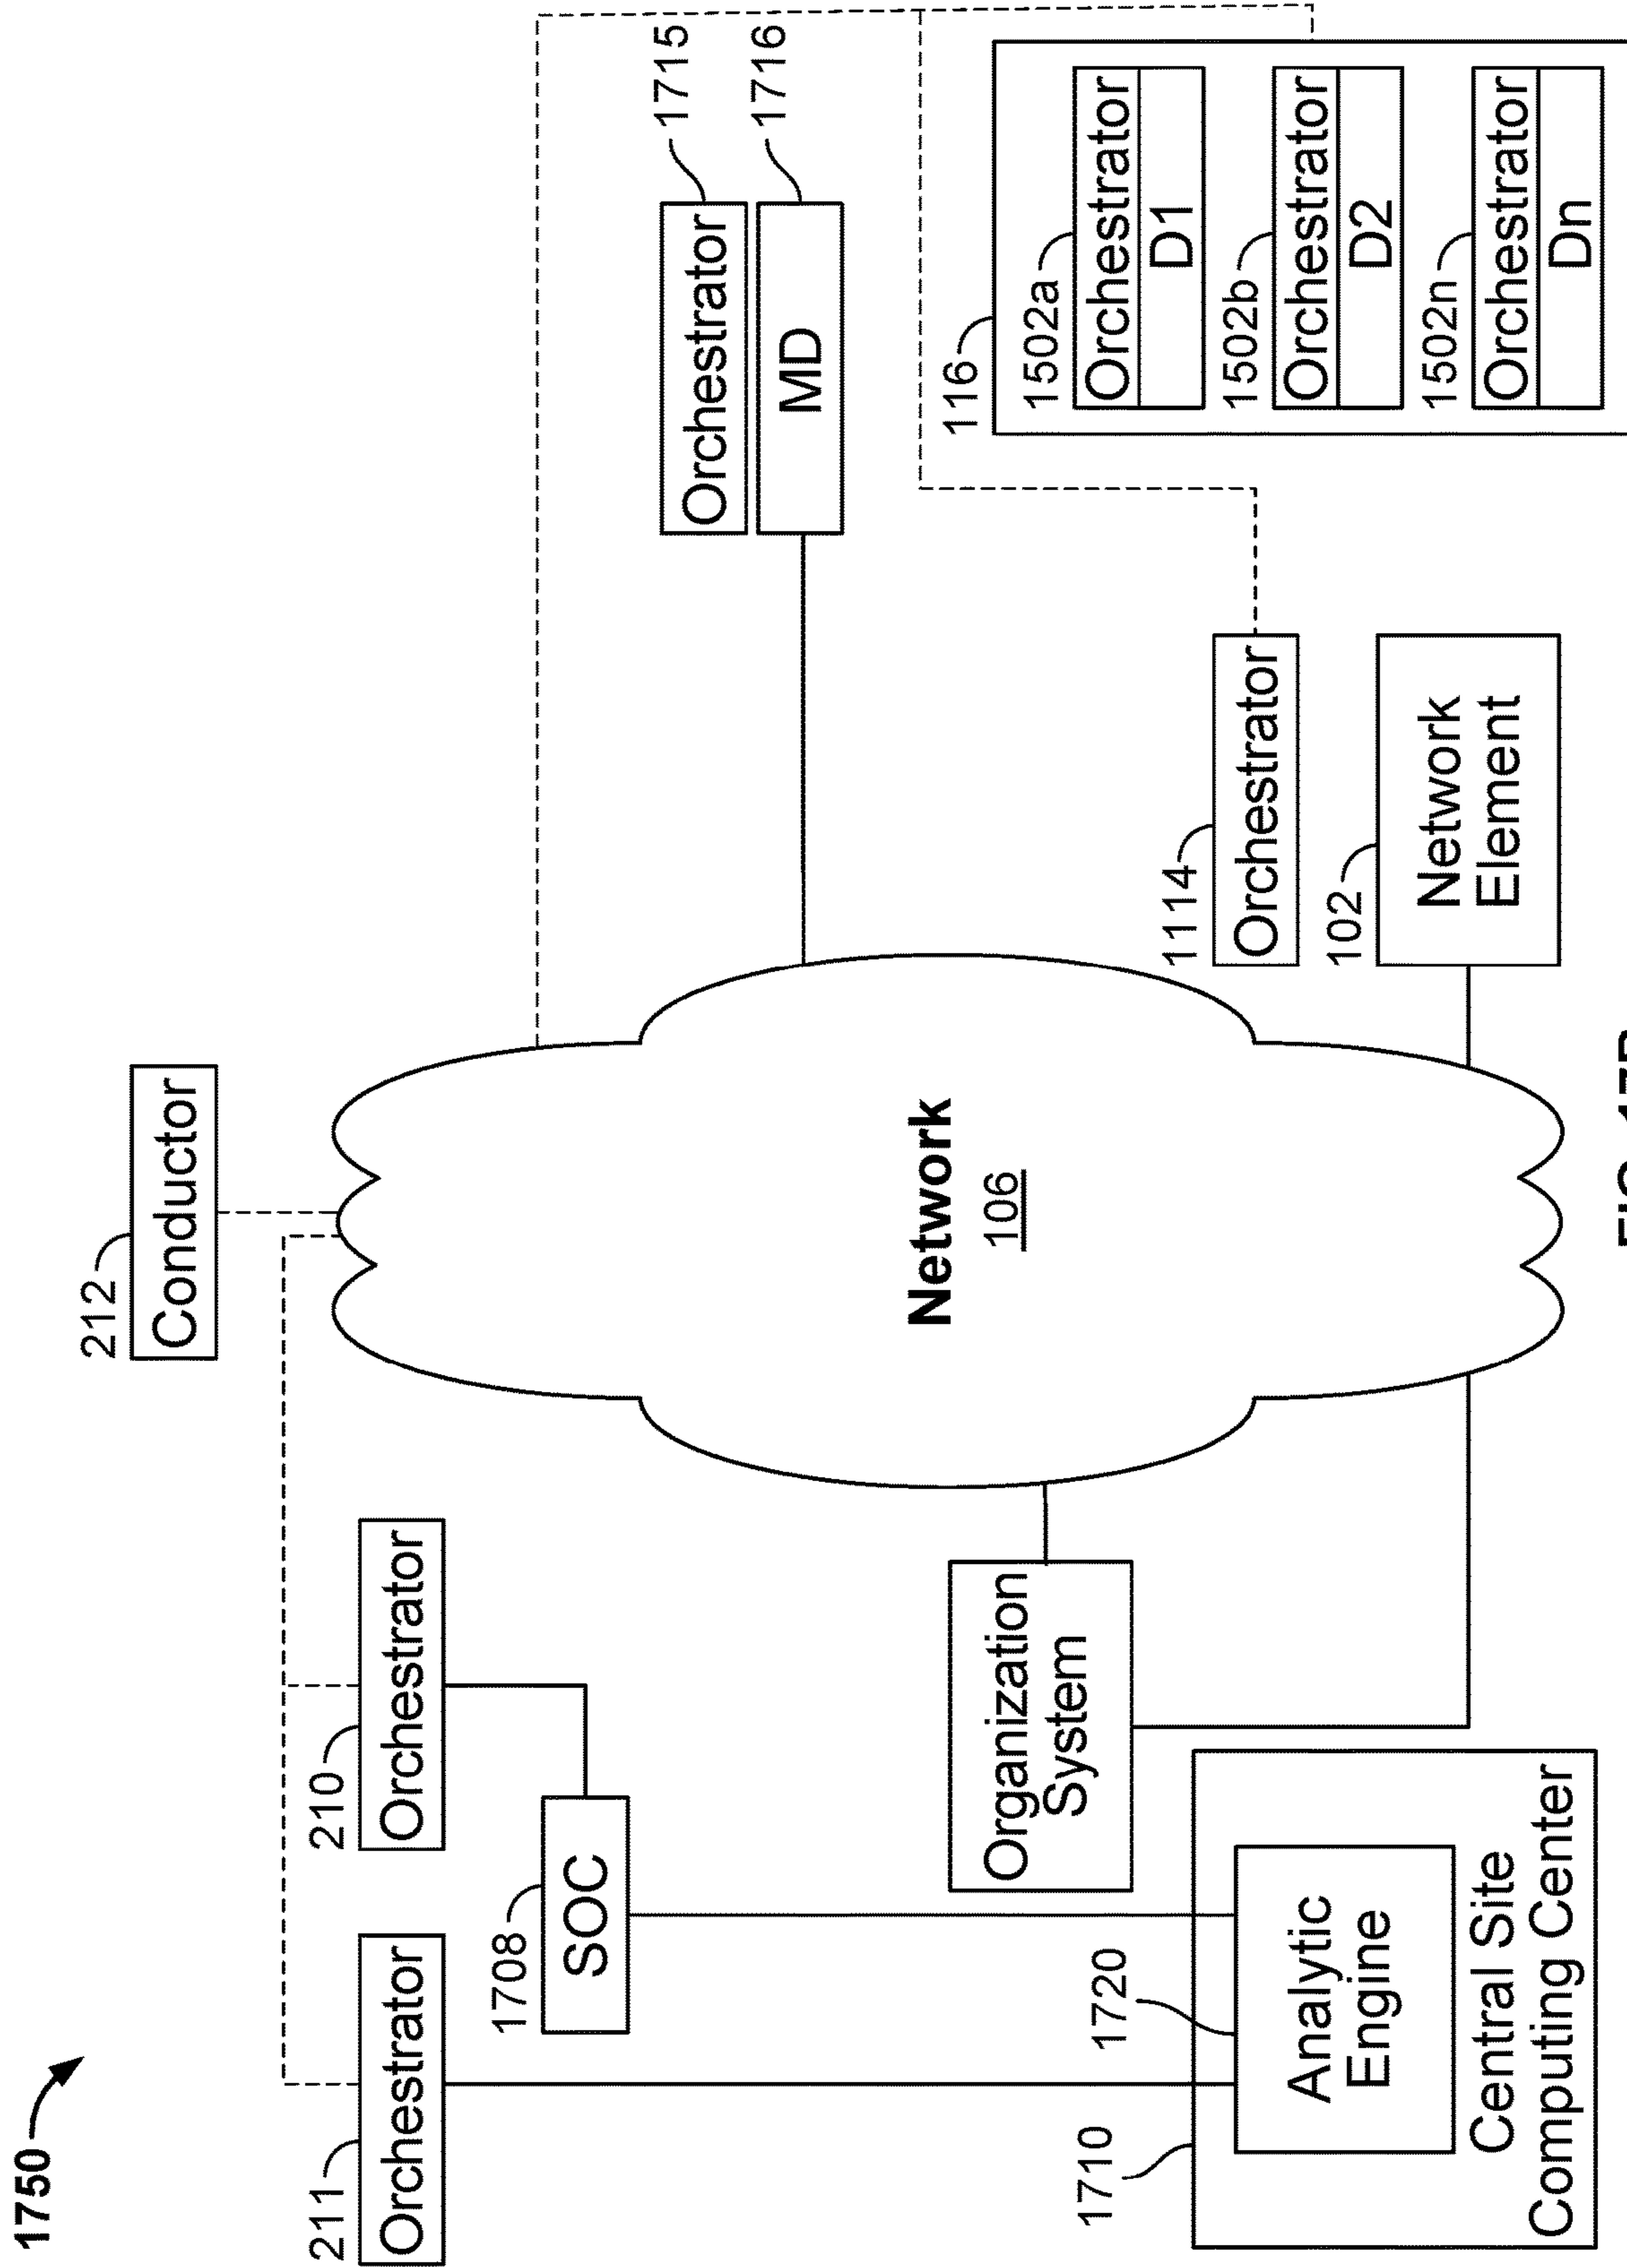 1750
212
Conductor
211
Orchestrator
210
Orchestrator
1708
SOC
Orchestrator
1715
MD
1716
Network
106
Organization
System
116
1502a
Orchestrator
D1
1502b
Orchestrator
D2
1502n
Orchestrator
Dn
1114
Orchestrator
102
Network
Element
1710
1720
Analytic
Engine
Central Site
Computing Center